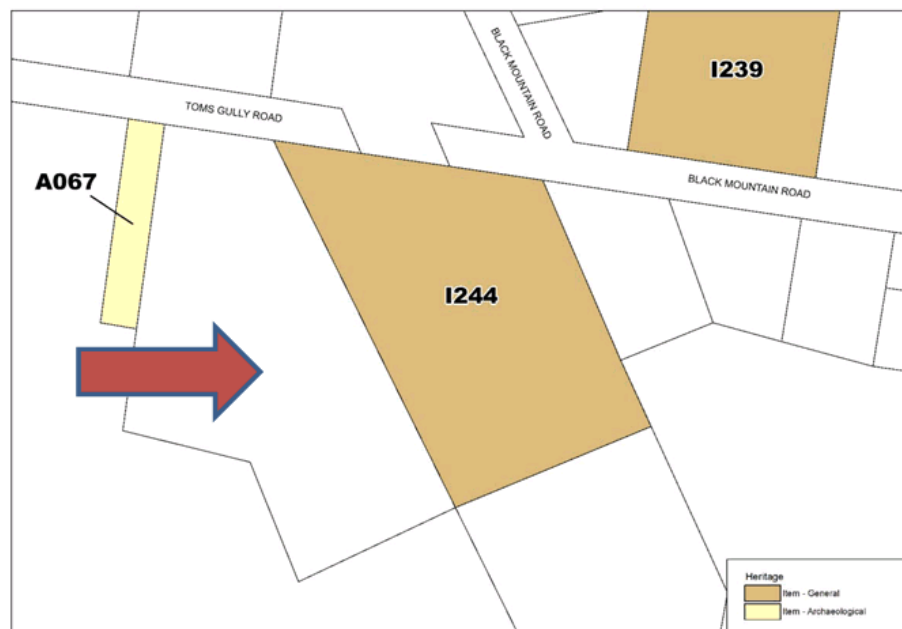 I239
BLACK MOUNTAIN ROAD
TOMS GULLY ROAD
A067
BLACK MOUNTAIN ROAD
I244
Heritage
Item - General
Item - Archaeological